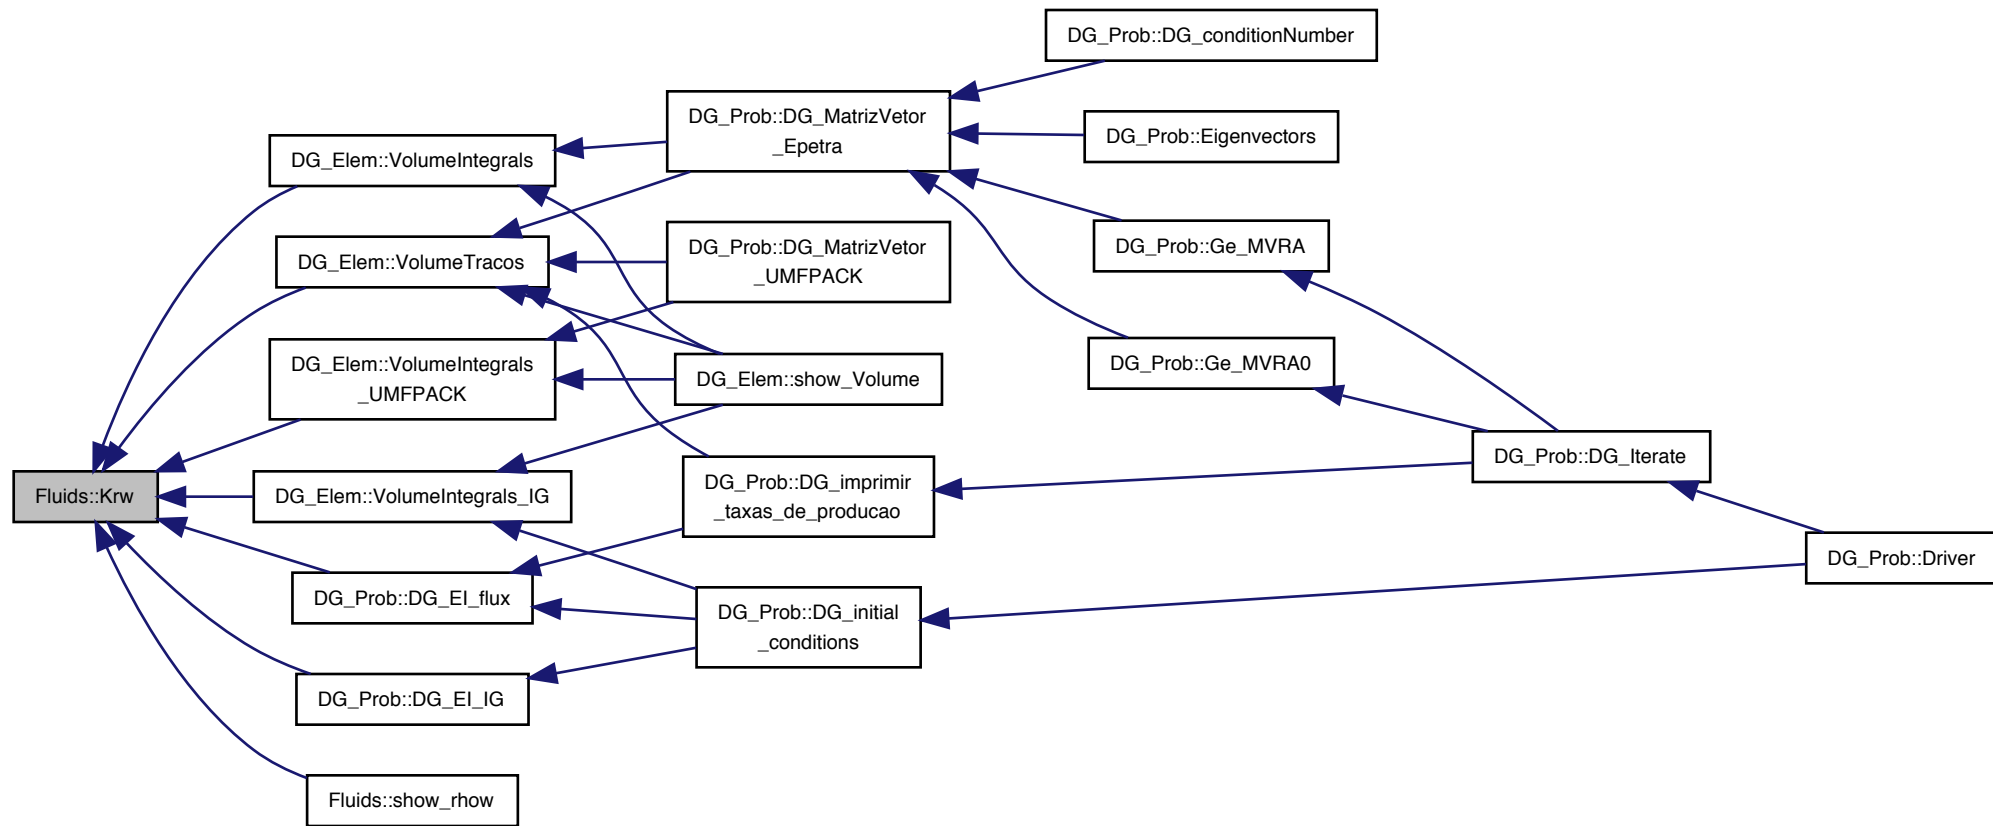 DG_Prob::DG_conditionNumber
DG_Prob::DG_MatrizVetor
_Epetra
DG_Prob::Eigenvectors
DG_Elem::VolumeIntegrals
DG_Elem::VolumeTracos
DG_Prob::DG_MatrizVetor
_UMFPACK
DG_Prob::Ge_MVRA
DG_Elem::VolumeIntegrals
_UMFPACK
DG_Elem::show_Volume
DG_Prob::Ge_MVRA0
Fluids::Krw
DG_Elem::VolumeIntegrals_IG
DG_Prob::DG_imprimir
_taxas_de_producao
DG_Prob::DG_Iterate
DG_Prob::DG_EI_flux
DG_Prob::DG_initial
_conditions
DG_Prob::Driver
DG_Prob::DG_EI_IG
Fluids::show_rhow